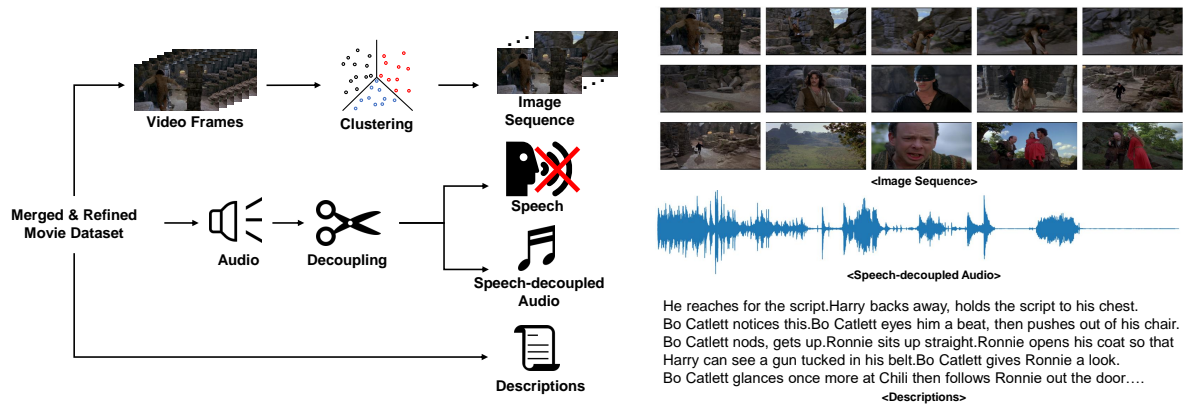 Video Frames
Clustering
Image
Sequence
Merged & Refined
Movie Dataset
Audio
Decoupling
Speech
Speech-decoupled
Audio
Descriptions
<Image Sequence>
<Speech-decoupled Audio>
He reaches for the script.Harry backs away, holds the script to his chest.
Bo Catlett notices this.Bo Catlett eyes him a beat, then pushes out of his chair.
Bo Catlett nods, gets up.Ronnie sits up straight.Ronnie opens his coat so that
Harry can see a gun tucked in his belt.Bo Catlett gives Ronnie a look.
Bo Catlett glances once more at Chili then follows Ronnie out the door….
<Descriptions>